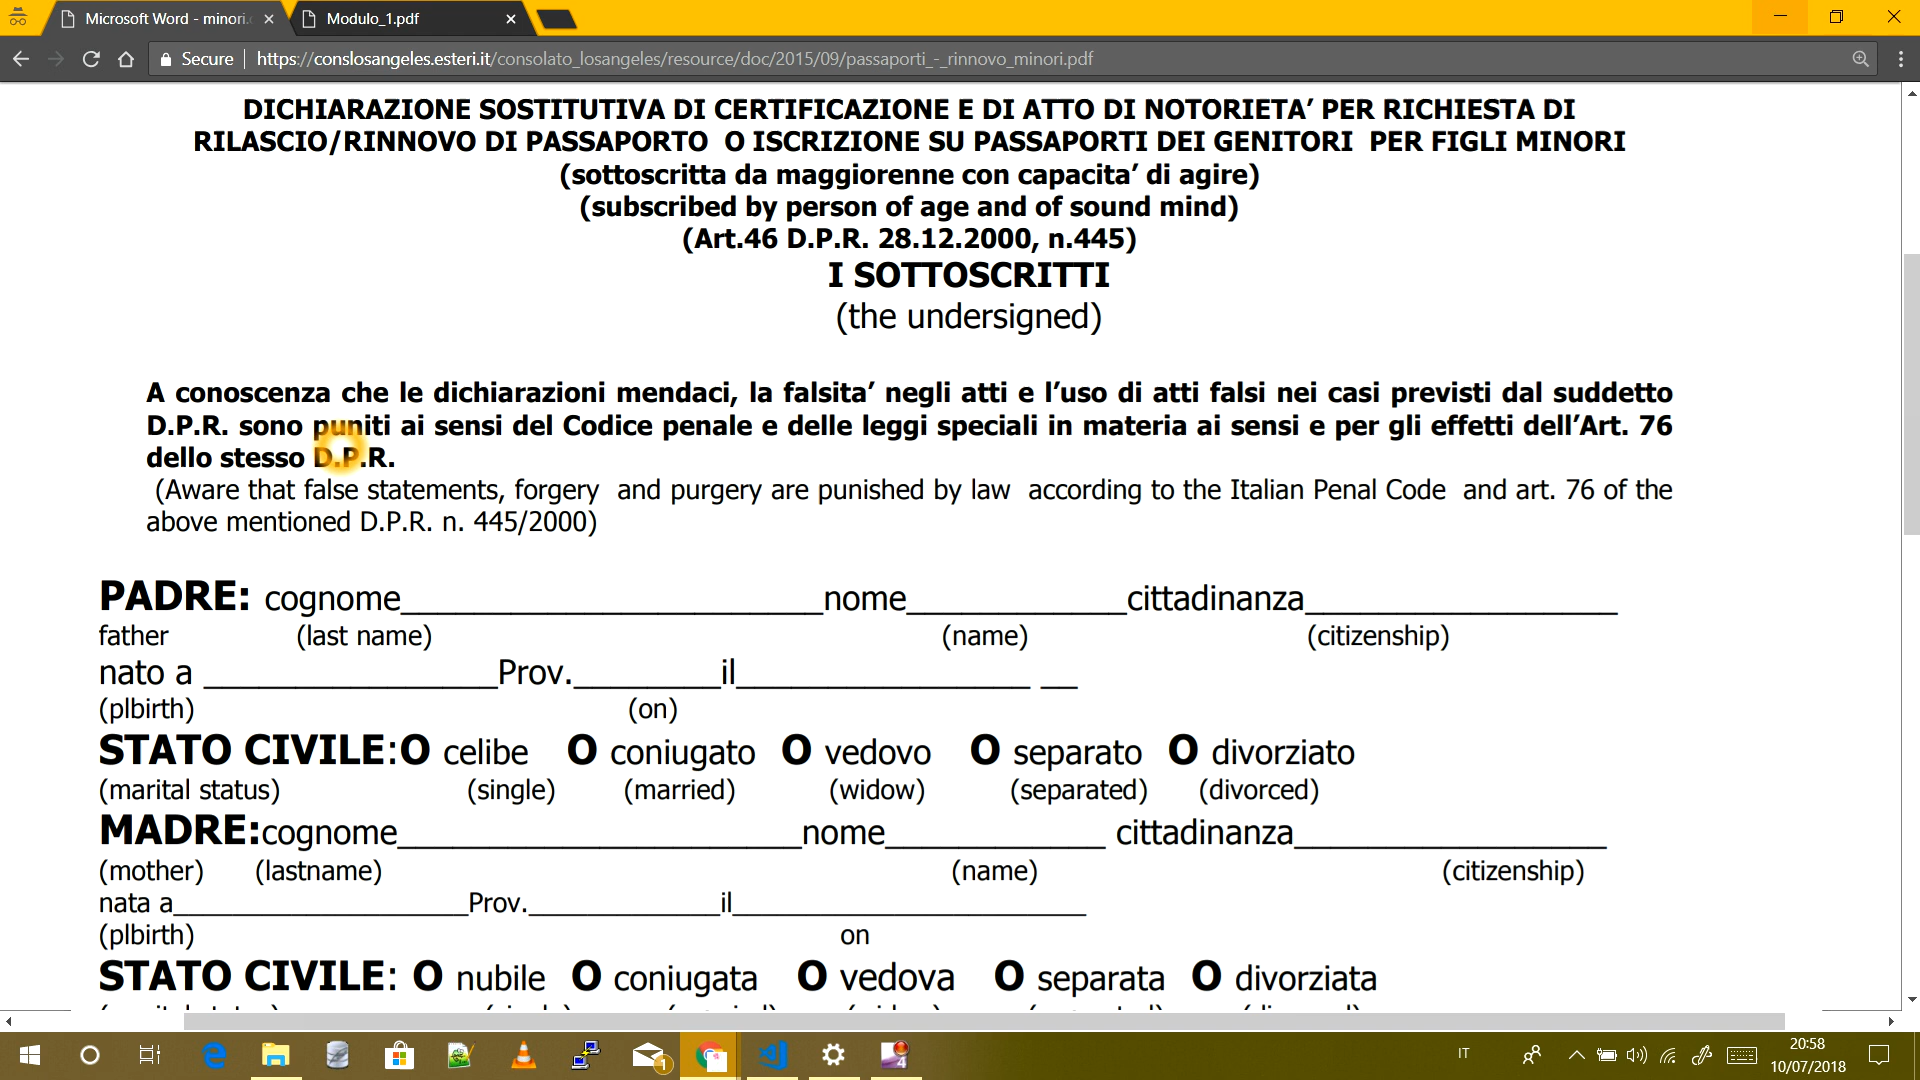 Microsoft Word - minori.
Modulo_1.pdf
Secure https://conslosangeles.esteri.it/consolato_losangeles/resource/doc/2015/09/passaporti_-_rinnovo_minori.pdf
DICHIARAZIONE SOSTITUTIVA DI CERTIFICAZIONE E DI ATTO DI NOTORIETA’ PER RICHIESTA DI
RILASCIO/RINNOVO DI PASSAPORTO O ISCRIZIONE SU PASSAPORTI DEI GENITORI PER FIGLI MINORI
(sottoscritta da maggiorenne con capacita’ di agire)
(subscribed by person of age and of sound mind)
(Art.46 D.P.R. 28.12.2000, n.445)
I SOTTOSCRITTI
(the undersigned)
A conoscenza che le dichiarazioni mendaci, la falsita’ negli atti e l’uso di atti falsi nei casi previsti dal suddetto
D.P.R. sono puniti ai sensi del Codice penale e delle leggi speciali in materia ai sensi e per gli effetti dell’Art. 76
dello stesso D.P.R.
(Aware that false statements, forgery and purgery are punished by law according to the Italian Penal Code and art. 76 of the
above mentioned D.P.R. n. 445/2000)
PADRE: cognome_______________________nome____________cittadinanza_________________
father (last name) (name) (citizenship)
nato a ________________Prov.________il________________ __
(plbirth) (on)
STATO CIVILE:O celibe O coniugato O vedovo O separato O divorziato
(marital status) (single) (married) (widow) (separated) (divorced)
MADRE:cognome______________________nome____________ cittadinanza_________________
(mother) (lastname) (name) (citizenship)
nata a____________________Prov._____________il________________________
(plbirth) on
STATO CIVILE: O nubile O coniugata O vedova O separata O divorziata
IT
20:58
10/07/2018
1
4